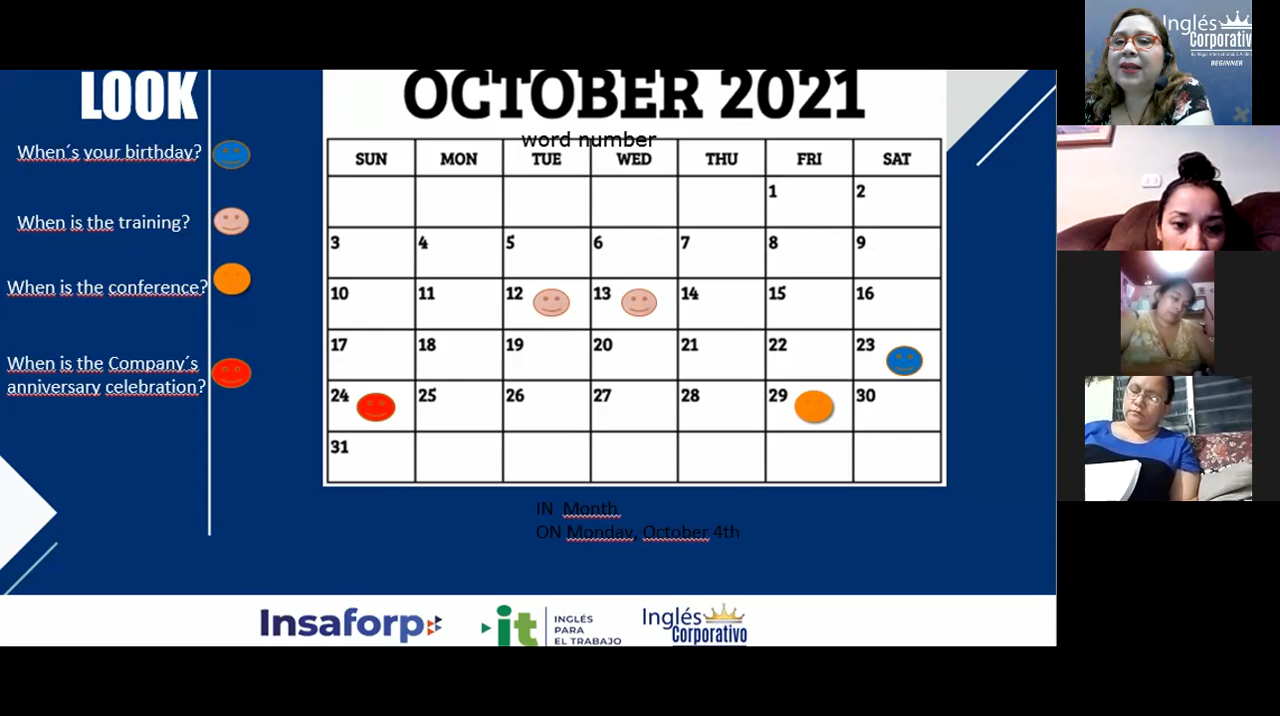 LOOK
When´s your birthday?
When is the training?
When is the conference?
When is the Company´s
anniversary celebration?
OCTOBER 2021
word number
SUN MON TUE WED THU FRI SAT
1 2
3 4 5 6 7 8 9
10 11 12 13 14 15 16
17 18 19 20 21 22 23
24 25 26 27 28 29 30
31
IN Month
ON Monday, October 4th
Insaforp
it
INGLÉS
PARA
EL TRABAJO
Inglés
Corporativo
Inglés
Corporativo
BEGINNER